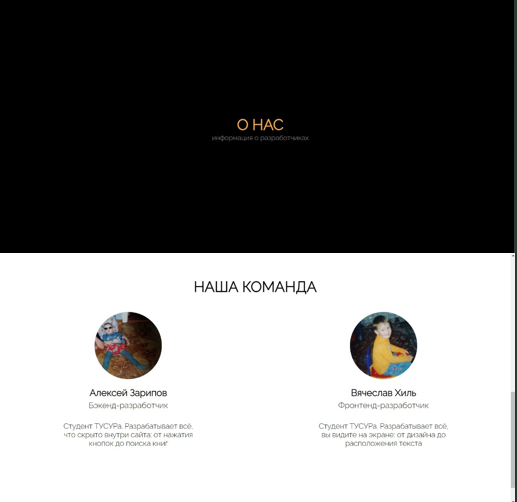 О НАС
информация о разработчиках
НАША КОМАНДА
Алексей Зарипов
Бэкенд-разработчик
Студент ТУСУРа. Разрабатывает всё,
что скрыто внутри сайта: от нажатия
кнопок до поиска книг
Вячеслав Хиль
Фронтенд-разработчик
Студент ТУСУРа. Разрабатывает всё,
вы видите на экране: от дизайна до
расположения текста